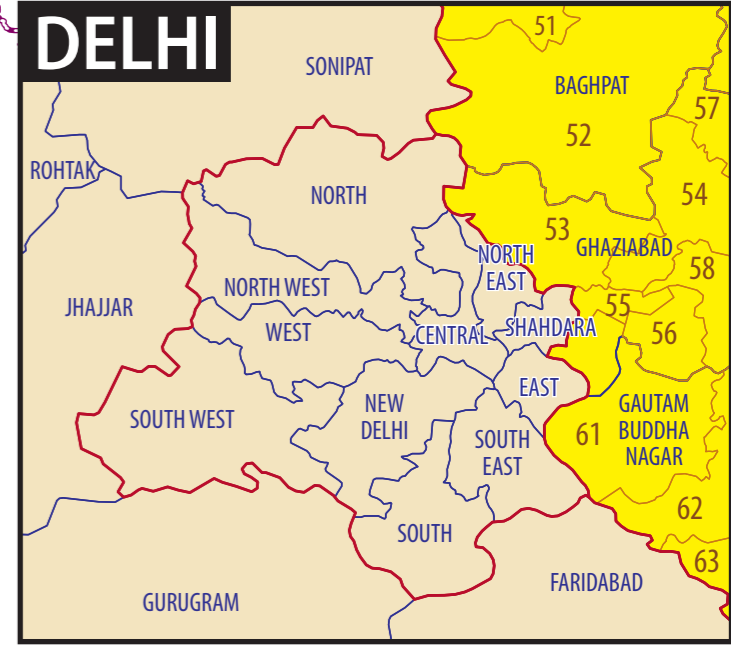 DELHI
51
SONIPAT
BAGHPAT
57
52
ROHTAK
NORTH
54
53
GHAZIABAD
NORTH
EAST
58
NORTH WEST
JHAJJAR
55
WEST
CENTRAL
SHAHDARA
56
EAST
SOUTH WEST
NEW
DELHI
GAUTAM
BUDDHA
NAGAR
61
SOUTH
EAST
62
SOUTH
63
FARIDABAD
GURUGRAM